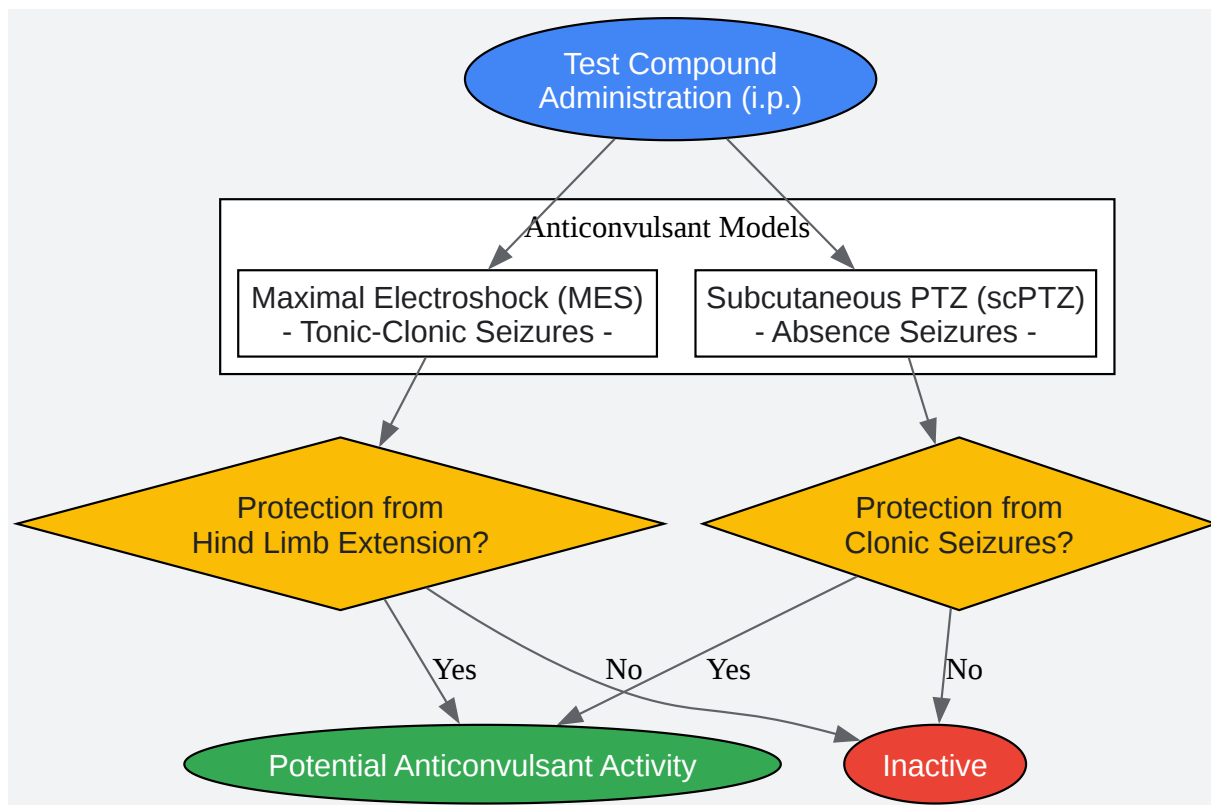 Test Compound
Administration (i.p.)
Anticonvulsant Models
Maximal Electroshock (MES)
- Tonic-Clonic Seizures -
Subcutaneous PTZ (scPTZ)
- Absence Seizures -
Protection from
Hind Limb Extension?
Protection from
Clonic Seizures?
Yes
No
Yes
No
Potential Anticonvulsant Activity
Inactive